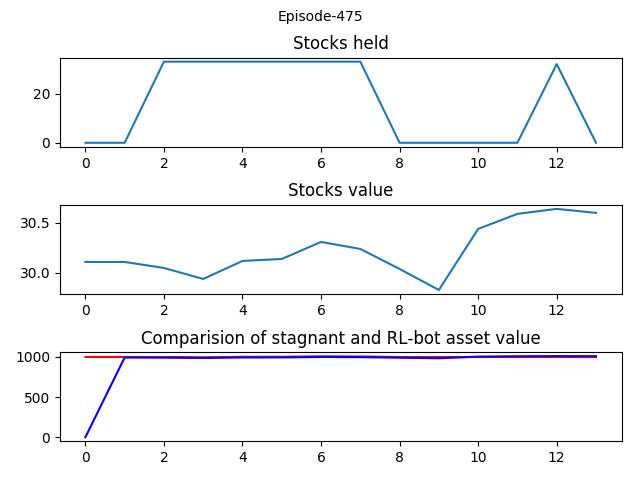 Episode-475
Stocks held
20
0
0 2 4 6 8 10 12
Stocks value
30.5
30.0
0 2 4 6 8 10 12
Comparision of stagnant and RL-bot asset value
1000
500
0
0 2 4 6 8 10 12